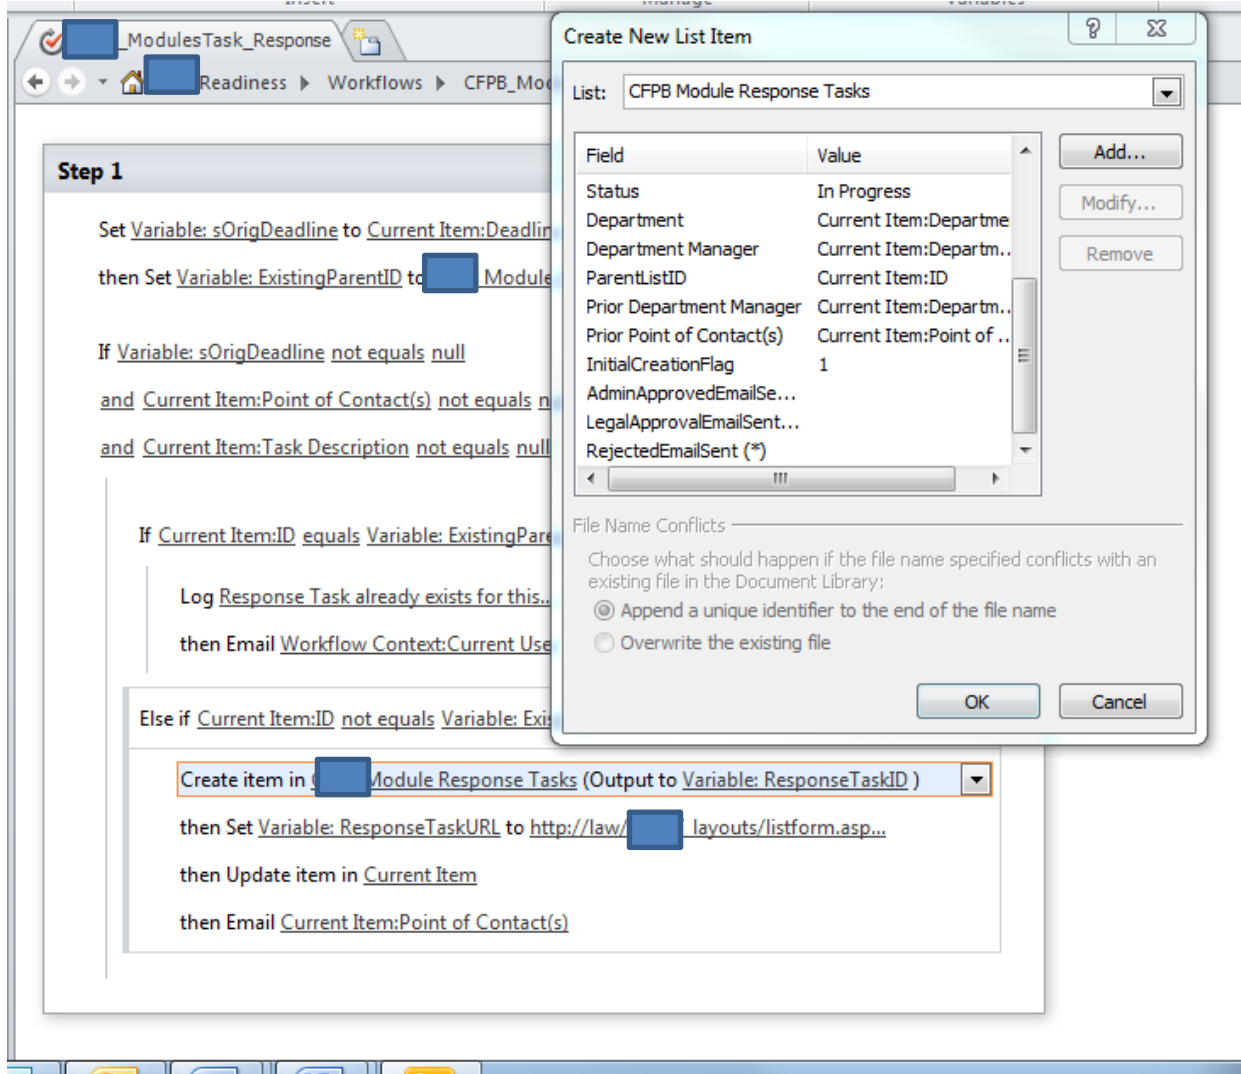 Insert Manage Variables
_ModulesTask_Response
Readiness Workflows CFPB_Mod
Step 1
Set Variable: sOrigDeadline to Current Item:Deadlin
then Set Variable: ExistingParentID to Module
If Variable: sOrigDeadline not equals null
and Current Item:Point of Contact(s) not equals n
and Current Item:Task Description not equals null
If Current Item:ID equals Variable: ExistingPare
Log Response Task already exists for this...
then Email Workflow Context:Current Use
Else if Current Item:ID not equals Variable: Exis
Create item in Module Response Tasks (Output to Variable: ResponseTaskID )
then Set Variable: ResponseTaskURL to http://law/ _layouts/listform.asp...
then Update item in Current Item
then Email Current Item:Point of Contact(s)
Create New List Item
List: CFPB Module Response Tasks
Field Value
Status In Progress
Department Current Item:Departme
Department Manager Current Item:Departm..
ParentListID Current Item:ID
Prior Department Manager Current Item:Departm..
Prior Point of Contact(s) Current Item:Point of ..
InitialCreationFlag 1
AdminApprovedEmailSe...
LegalApprovalEmailSent...
RejectedEmailSent (*)
Add...
Modify...
Remove
File Name Conflicts
Choose what should happen if the file name specified conflicts with an
existing file in the Document Library:
Append a unique identifier to the end of the file name
Overwrite the existing file
OK Cancel